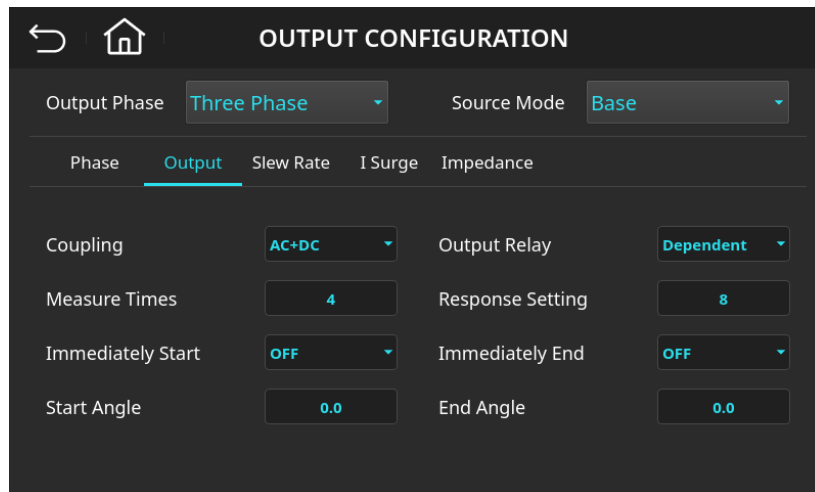 OUTPUT CONFIGURATION
Output Phase Three Phase Source Mode Base
Phase Output Slew Rate I Surge Impedance
Coupling AC+DC Output Relay Dependent
Measure Times 4 Response Setting 8
Immediately Start OFF Immediately End OFF
Start Angle 0.0 End Angle 0.0